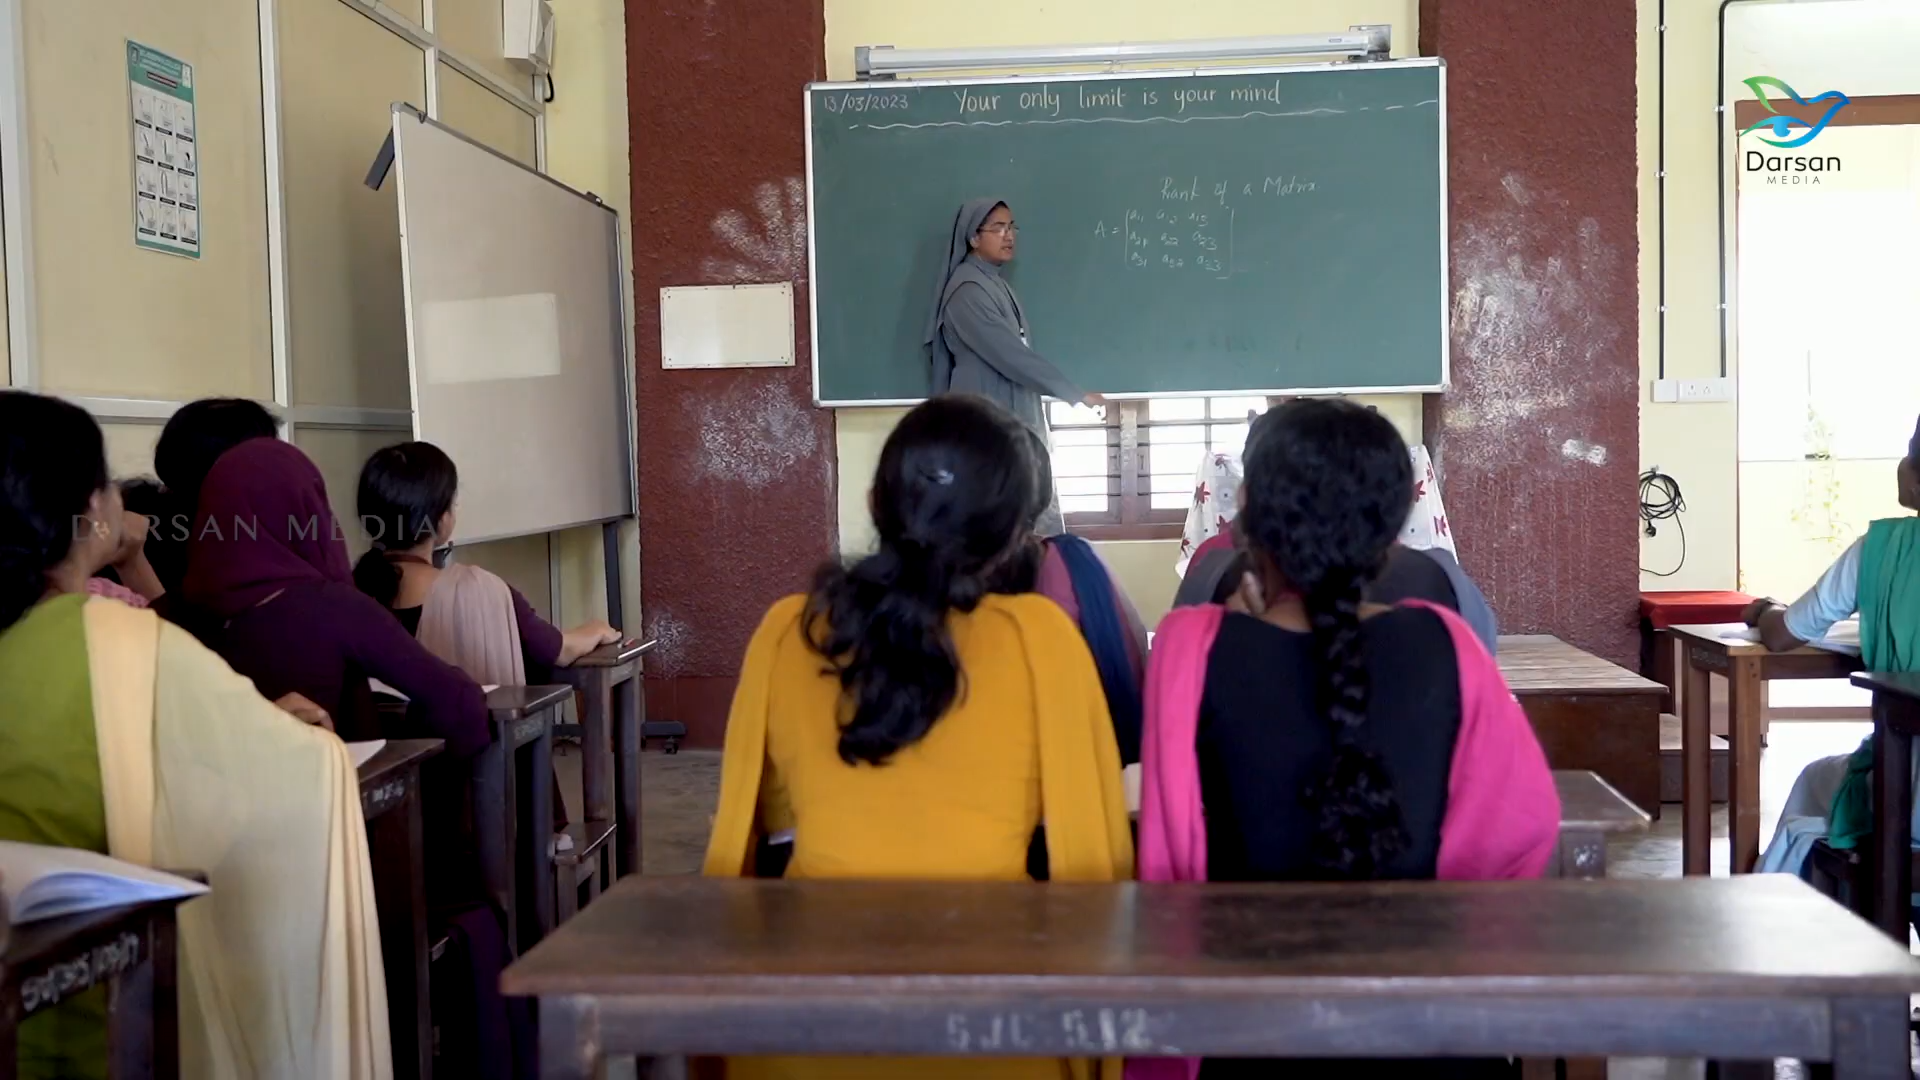 13/03/2023 Your only limit is your mind
Darsan
MEDIA
Rank of a Matrix
A =
a11 a12 a13
a21 a22 a23
a31 a32 a33
DARSAN MEDIA
SJC 512